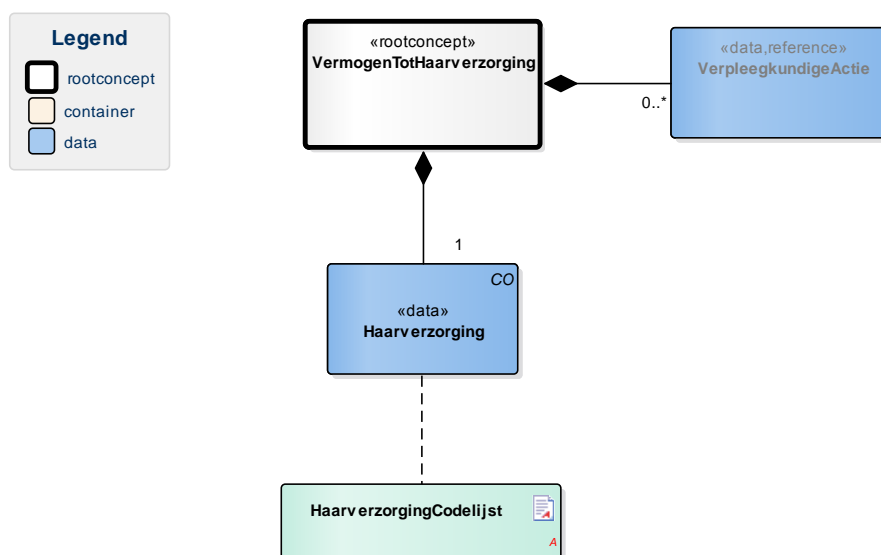 Legend
rootconcept
container
data
«rootconcept»
VermogenTotHaarverzorging
«data,reference»
VerpleegkundigeActie
0..*
1
CO
«data»
Haarverzorging
HaarverzorgingCodelijst
A